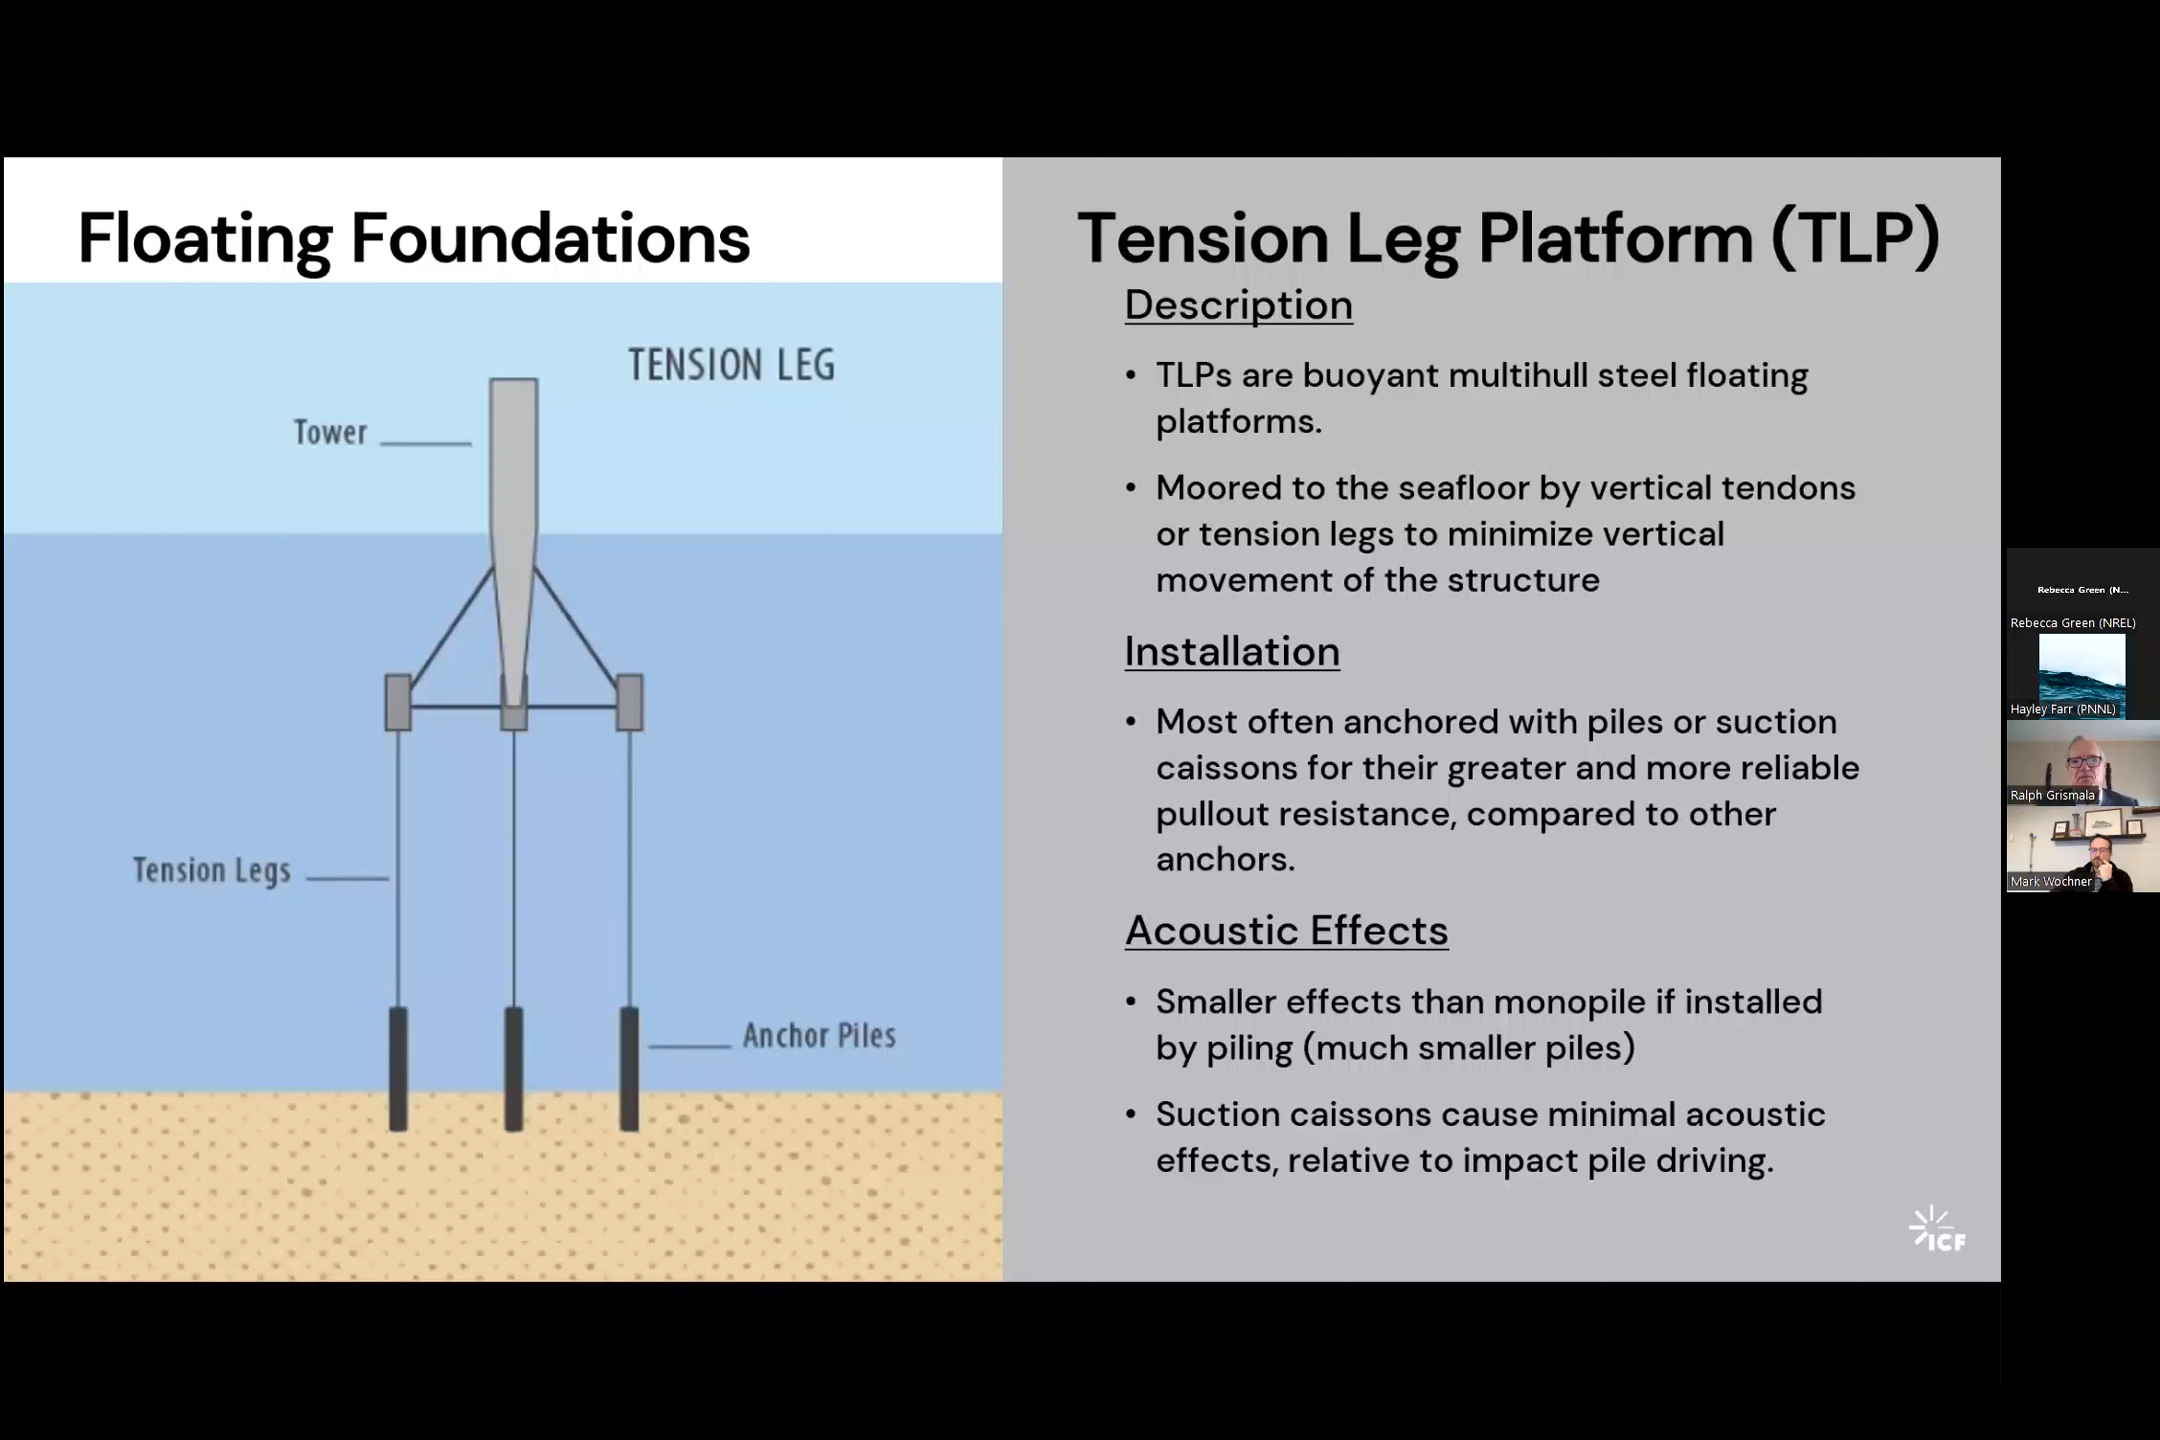 Floating Foundations
TENSION LEG
Tower
Tension Legs
Anchor Piles
Tension Leg Platform (TLP)
Description
• TLPs are buoyant multihull steel floating
platforms.
• Moored to the seafloor by vertical tendons
or tension legs to minimize vertical
movement of the structure
Installation
• Most often anchored with piles or suction
caissons for their greater and more reliable
pullout resistance, compared to other
anchors.
Acoustic Effects
• Smaller effects than monopile if installed
by piling (much smaller piles)
• Suction caissons cause minimal acoustic
effects, relative to impact pile driving.
ICF
Rebecca Green (N...
Rebecca Green (NREL)
Hayley Farr (PNNL)
Ralph Grismala
Mark Wochner